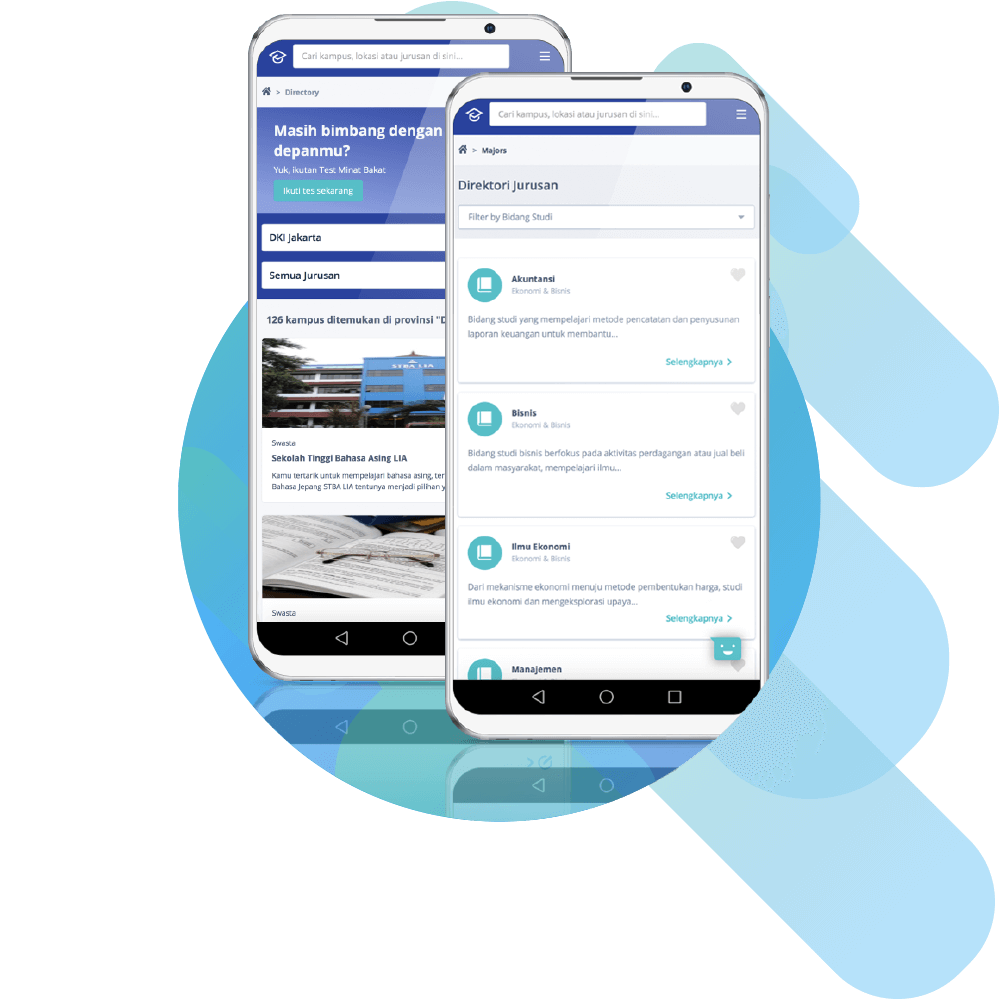 Cari kampus, lokasi atau jurusan di sini...
> Directory
Masih bimbang dengan
depanmu?
Yuk, ikutan Test Minat Bakat
Ikuti tes sekarang
DKI Jakarta
Semua Jurusan
126 kampus ditemukan di provinsi "D
STBA LIA
Swasta
Sekolah Tinggi Bahasa Asing LIA
Kamu tertarik untuk mempelajari bahasa asing, ter
Bahasa Jepang STBA LIA tentunya menjadi pilihan y
Swasta
Cari kampus, lokasi atau jurusan di sini...
> Majors
Direktori Jurusan
Filter by Bidang Studi
Akuntansi
Ekonomi & Bisnis
Bidang studi yang mempelajari metode pencatatan dan penyusunan
laporan keuangan untuk membantu...
Selengkapnya >
Bisnis
Ekonomi & Bisnis
Bidang studi bisnis berfokus pada aktivitas perdagangan atau jual beli
dalam masyarakat, mempelajari ilmu...
Selengkapnya >
Ilmu Ekonomi
Ekonomi & Bisnis
Dari mekanisme ekonomi menuju metode pembentukan harga, studi
ilmu ekonomi dan mengeksplorasi upaya...
Selengkapnya >
Manajemen